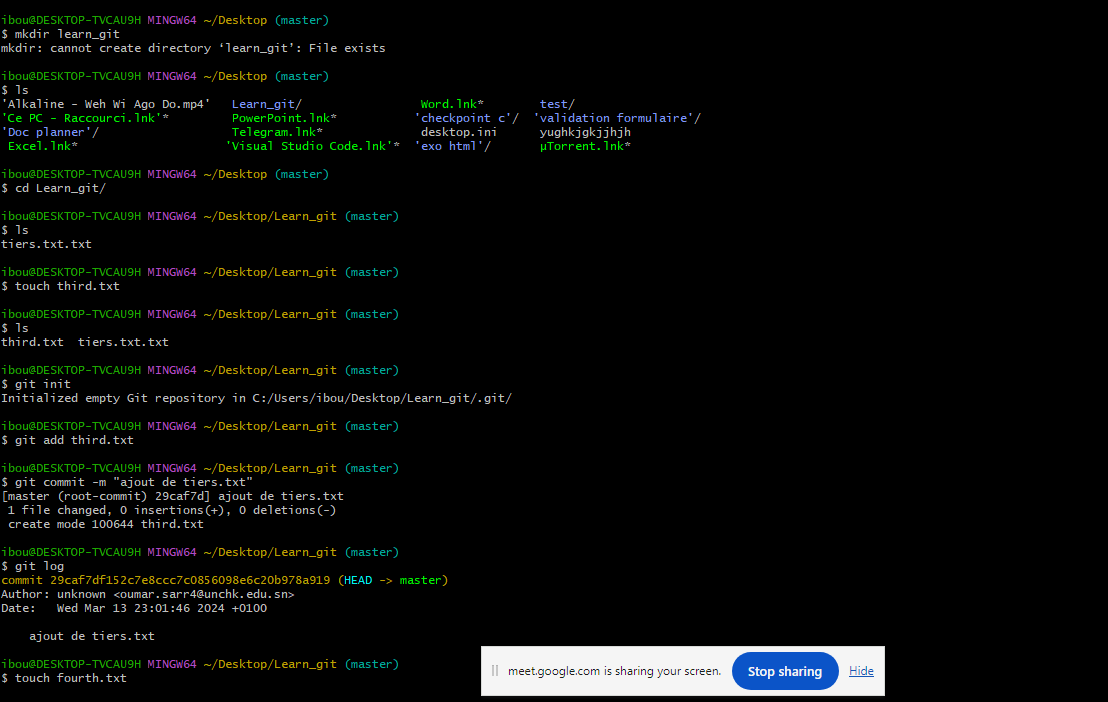 ibou@DESKTOP-TVCAU9H MINGW64 ~/Desktop (master)
$ mkdir learn_git
mkdir: cannot create directory ‘learn_git’: File exists
ibou@DESKTOP-TVCAU9H MINGW64 ~/Desktop (master)
$ ls
'Alkaline - Weh Wi Ago Do.mp4' Learn_git/ Word.lnk* test/
'Ce PC - Raccourci.lnk'* PowerPoint.lnk* 'checkpoint c'/ 'validation formulaire'/
'Doc planner'/ Telegram.lnk* desktop.ini yughkjgkjjhjh
Excel.lnk* 'Visual Studio Code.lnk'* 'exo html'/ µTorrent.lnk*
ibou@DESKTOP-TVCAU9H MINGW64 ~/Desktop (master)
$ cd Learn_git/
ibou@DESKTOP-TVCAU9H MINGW64 ~/Desktop/Learn_git (master)
$ ls
tiers.txt.txt
ibou@DESKTOP-TVCAU9H MINGW64 ~/Desktop/Learn_git (master)
$ touch third.txt
ibou@DESKTOP-TVCAU9H MINGW64 ~/Desktop/Learn_git (master)
$ ls
third.txt tiers.txt.txt
ibou@DESKTOP-TVCAU9H MINGW64 ~/Desktop/Learn_git (master)
$ git init
Initialized empty Git repository in C:/Users/ibou/Desktop/Learn_git/.git/
ibou@DESKTOP-TVCAU9H MINGW64 ~/Desktop/Learn_git (master)
$ git add third.txt
ibou@DESKTOP-TVCAU9H MINGW64 ~/Desktop/Learn_git (master)
$ git commit -m "ajout de tiers.txt"
[master (root-commit) 29caf7d] ajout de tiers.txt
1 file changed, 0 insertions(+), 0 deletions(-)
create mode 100644 third.txt
ibou@DESKTOP-TVCAU9H MINGW64 ~/Desktop/Learn_git (master)
$ git log
commit 29caf7df152c7e8ccc7c0856098e6c20b978a919 (HEAD -> master)
Author: unknown <oumar.sarr4@unchk.edu.sn>
Date: Wed Mar 13 23:01:46 2024 +0100
ajout de tiers.txt
ibou@DESKTOP-TVCAU9H MINGW64 ~/Desktop/Learn_git (master)
$ touch fourth.txt
meet.google.com is sharing your screen. Stop sharing Hide